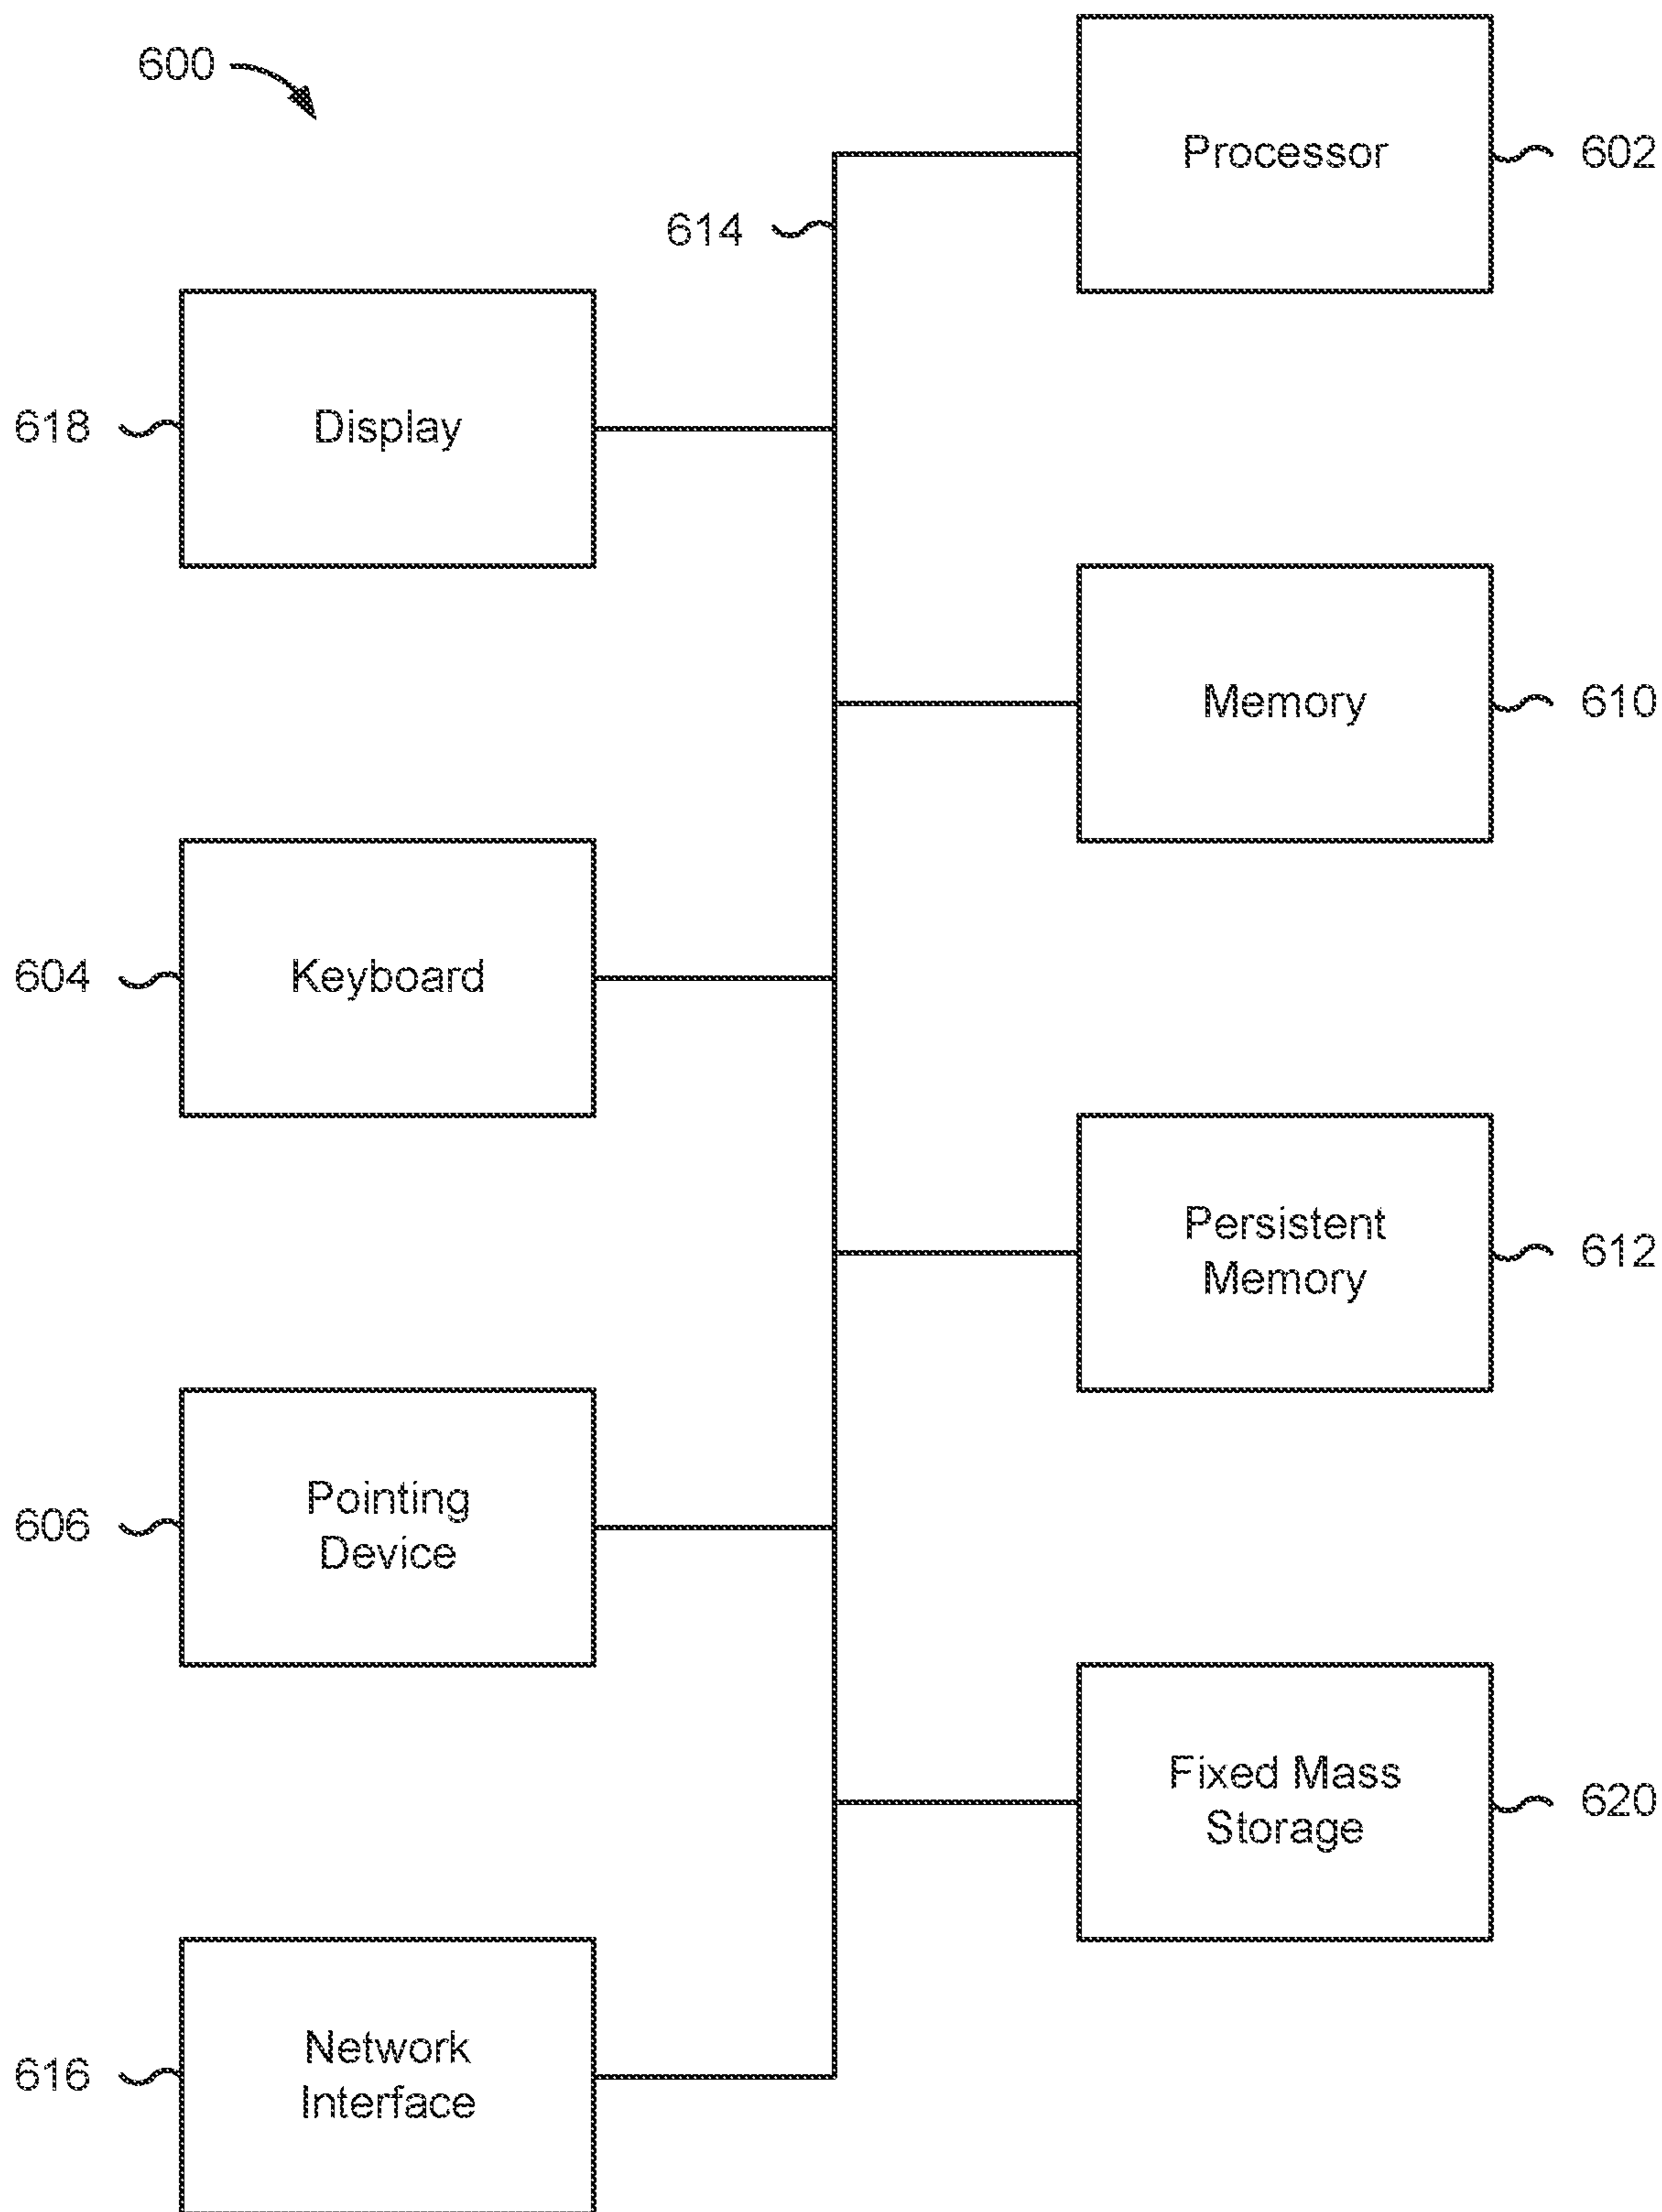 600
Processor
602
614
618
Display
Memory
610
604
Keyboard
Persistent
Memory
612
606
Pointing
Device
Fixed Mass
Storage
620
616
Network
Interface